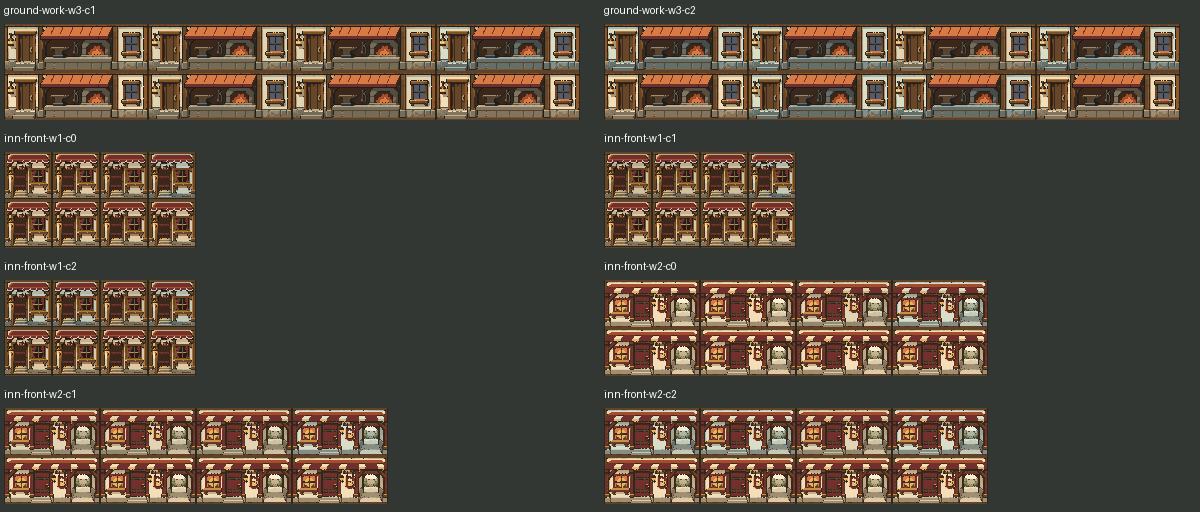 ground-work-w3-c1
ground-work-w3-c2
inn-front-w1-c0
inn-front-w1-c1
inn-front-w1-c2
inn-front-w2-c0
inn-front-w2-c1
inn-front-w2-c2